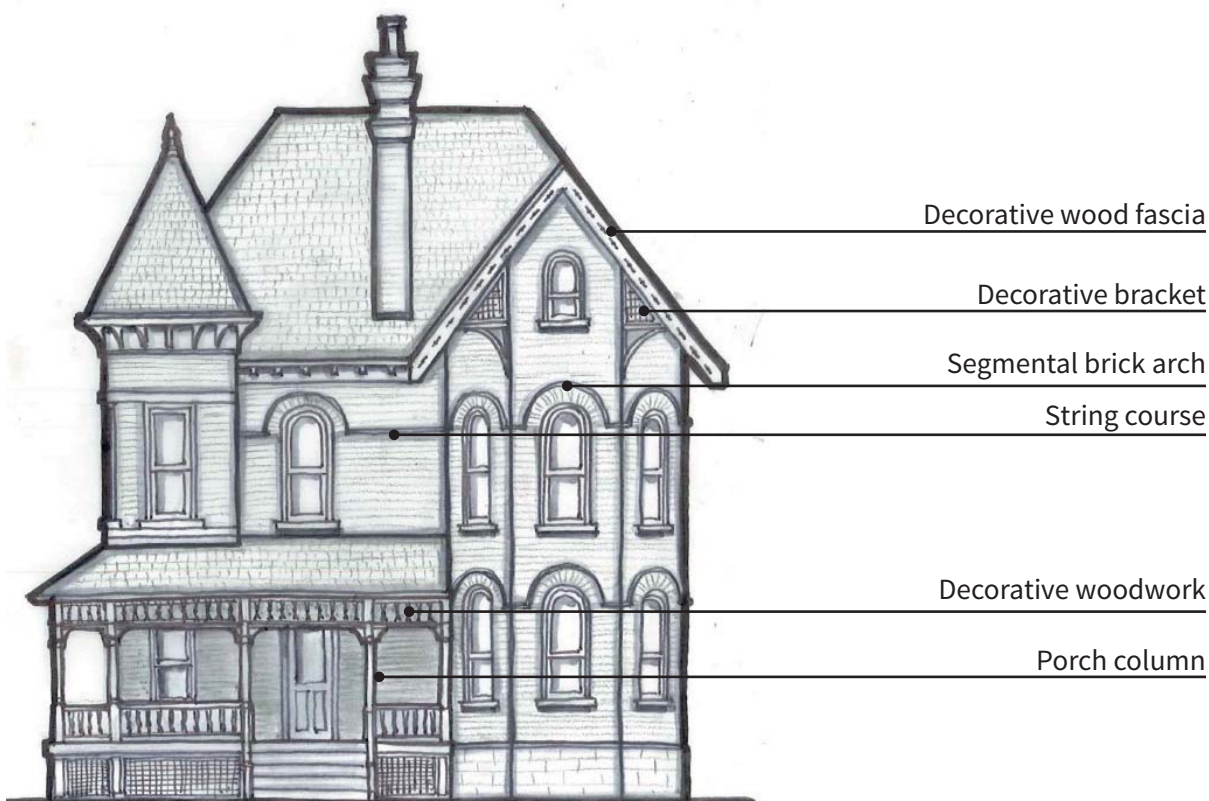 Decorative wood fascia
Decorative bracket
Segmental brick arch
String course
Decorative woodwork
Porch column